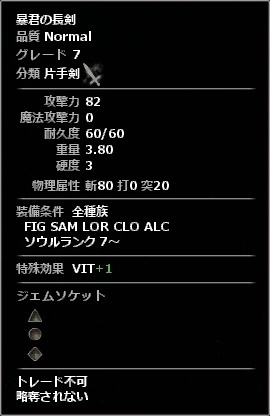 暴君の長剣
品質 Normal
グレード 7
分類 片手剣
攻撃力 82
魔法攻撃力 0
耐久度 60/60
重量 3.80
硬度 3
物理属性 斬80 打0 突20
装備条件 全種族
FIG SAM LOR CLO ALC
ソウルランク 7～
特殊効果 VIT+1
ジェムソケット
トレード不可
略奪されない